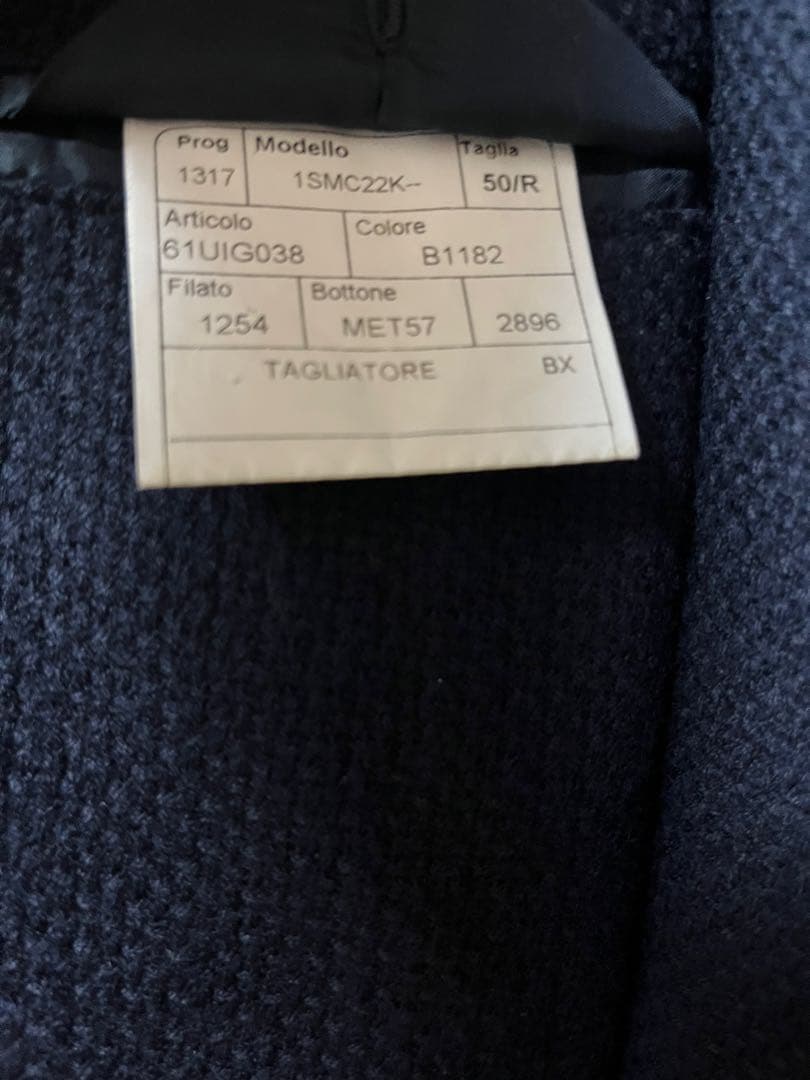 Prog Modello Taglia
1317 1SMC22K-- 50/R
Articolo Colore
61UIG038 B1182
Filato Bottone
1254 MET57 2896
TAGLIATORE BX